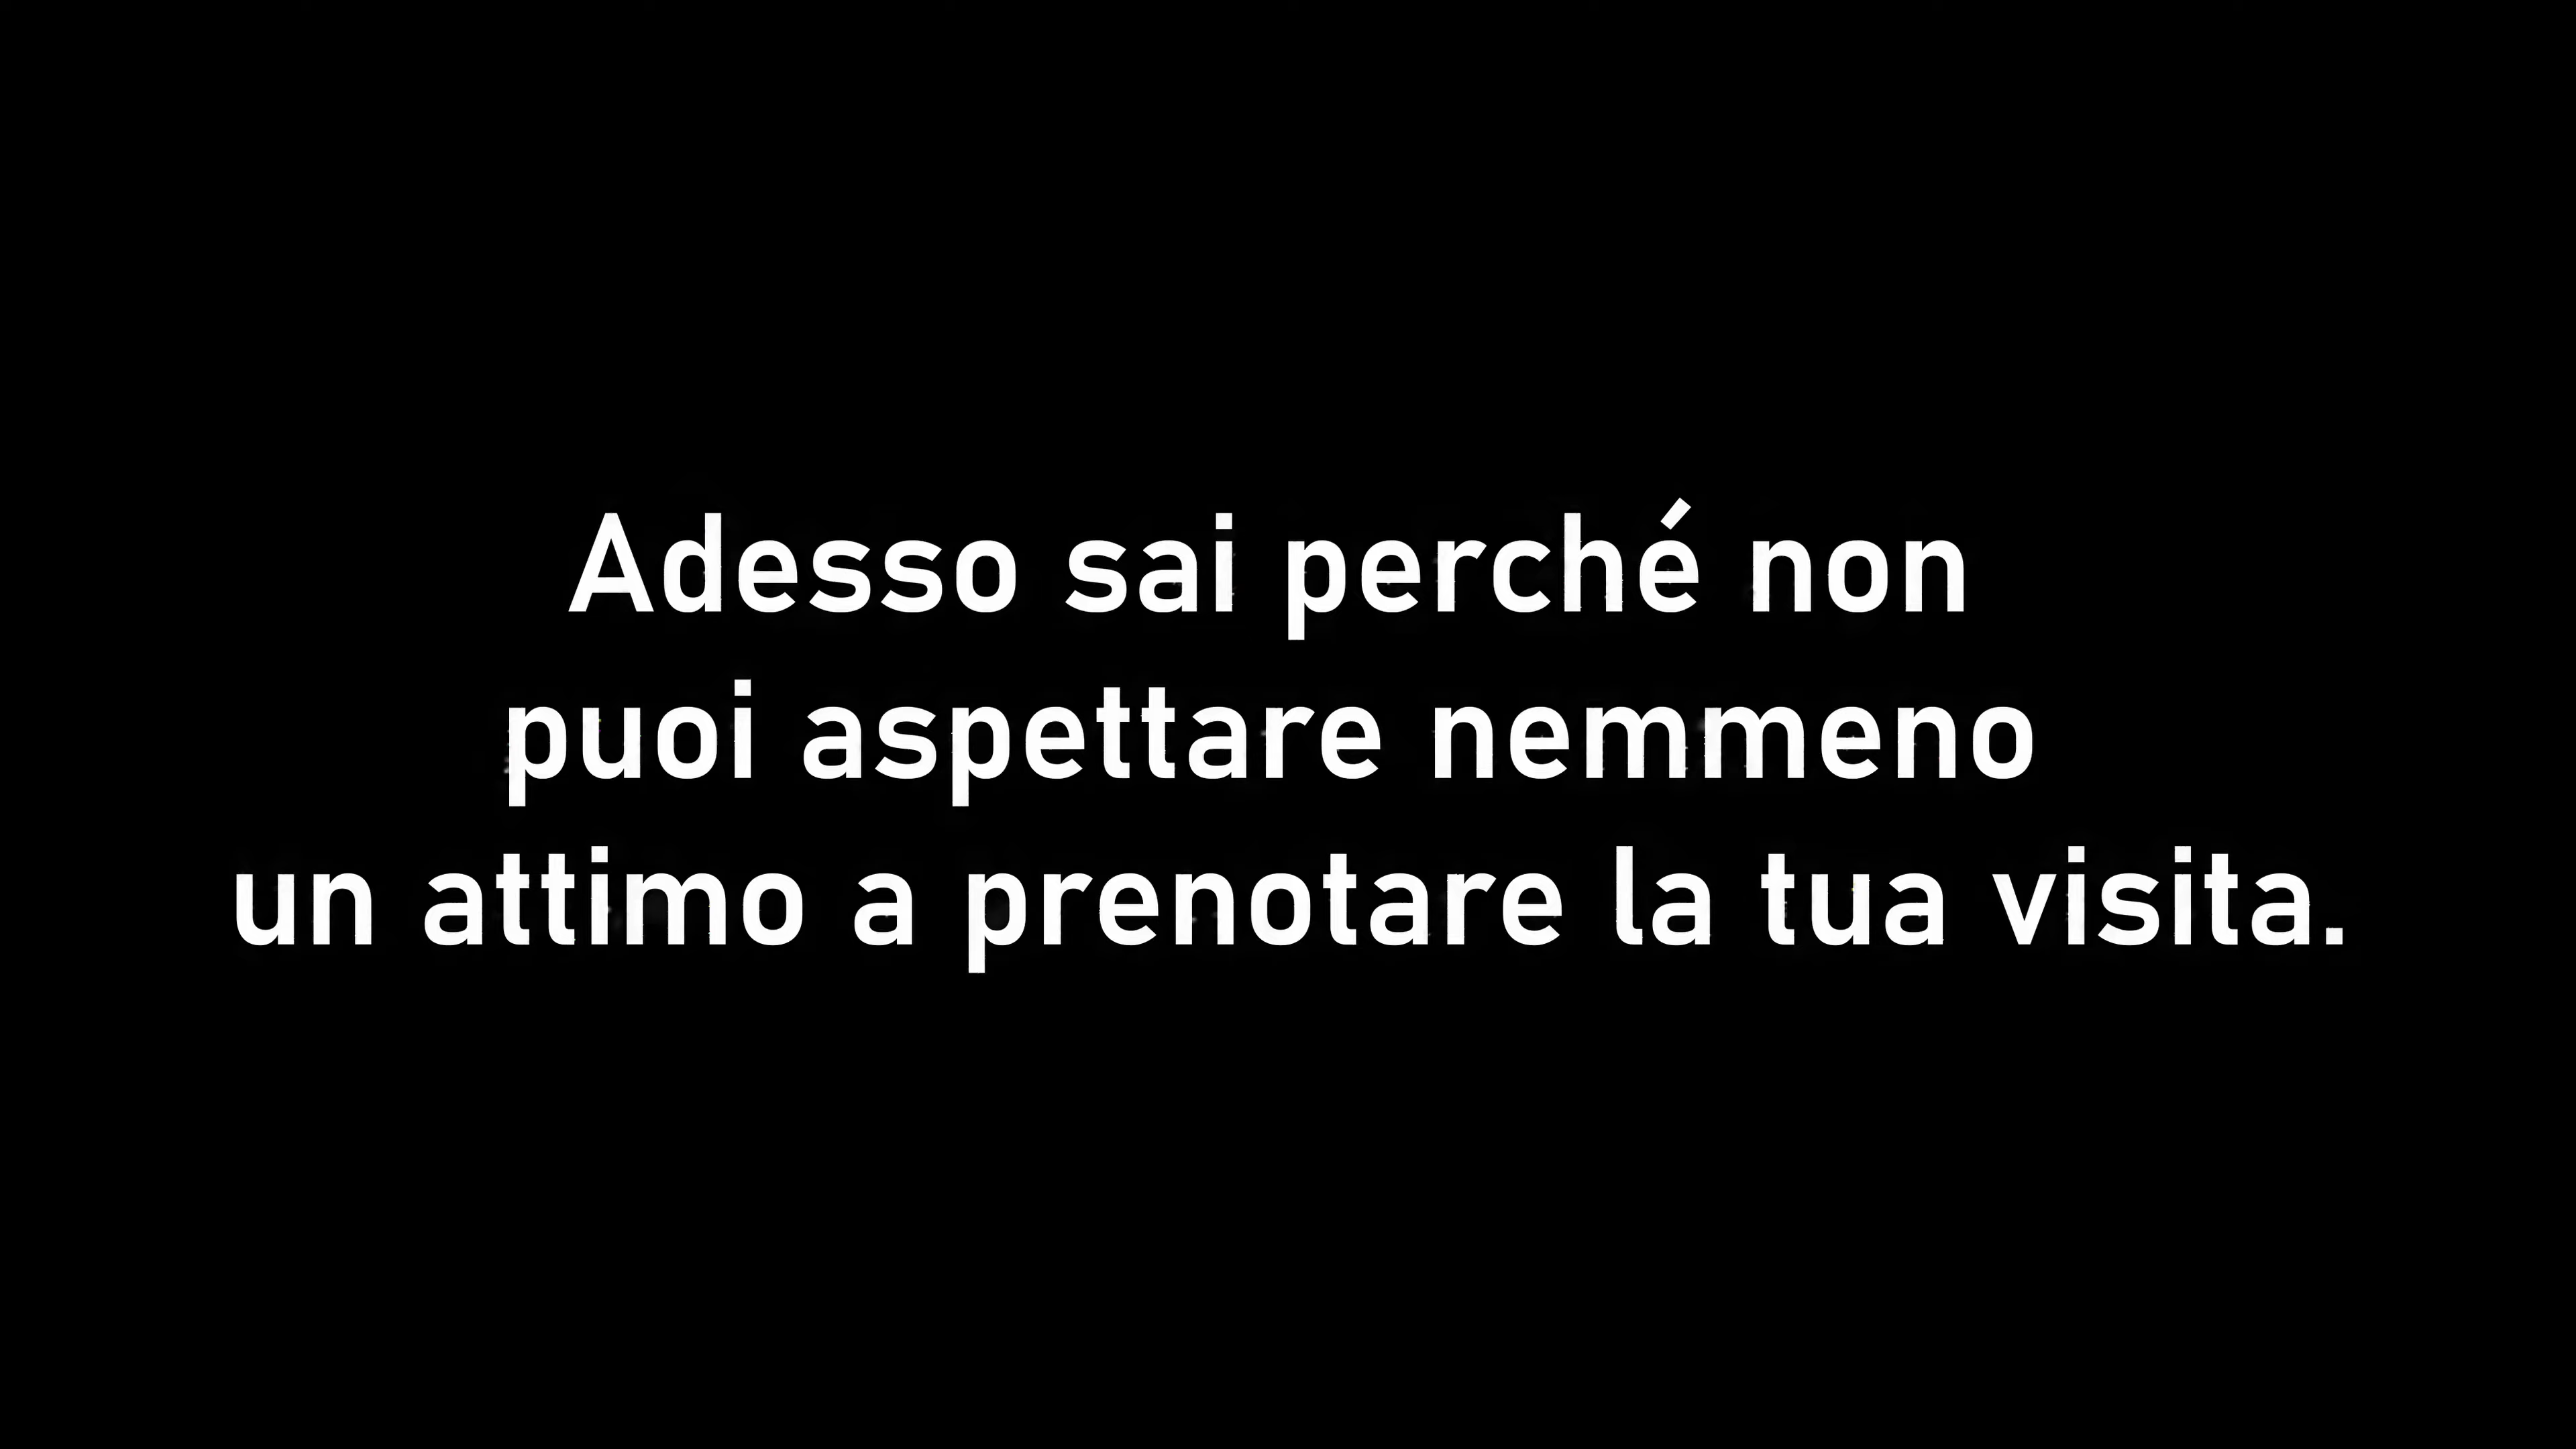 Adesso sai perché non
puoi aspettare nemmeno
un attimo a prenotare la tua visita.